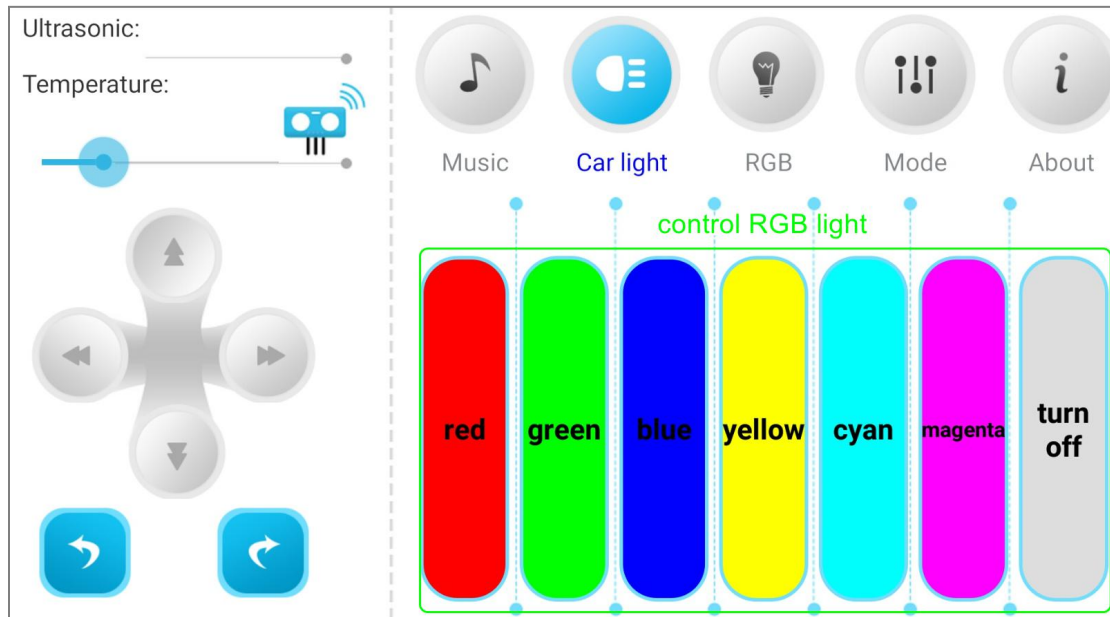 Ultrasonic:
Temperature:
Music
Car light
RGB
Mode
About
control RGB light
red
green
blue
yellow
cyan
magenta
turn
off